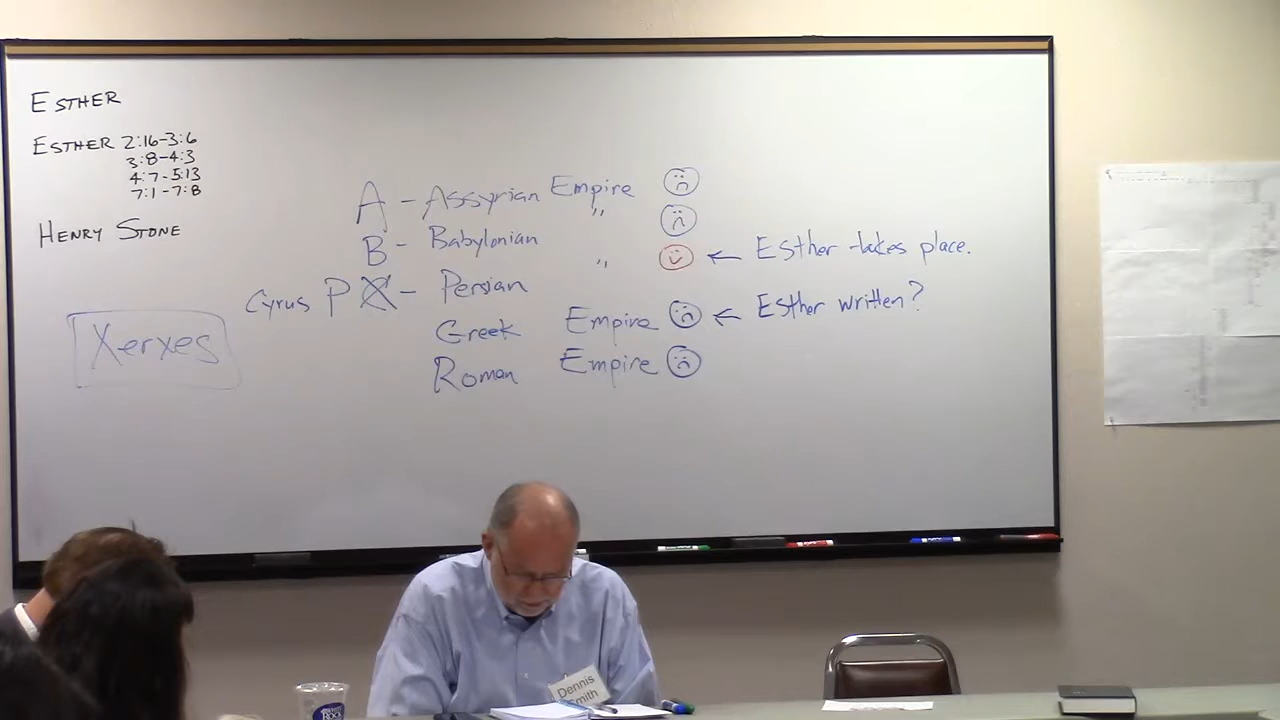 ESTHER
ESTHER 2:16-3:6
3:8-4:3
4:7-5:13
7:1-7:8
HENRY STONE
Xerxes
A - Assyrian Empire
B - Babylonian "
← Esther takes place.
Cyrus P X - Persian "
Greek Empire ← Esther written?
Roman Empire
Dennis
Smith
ROCK